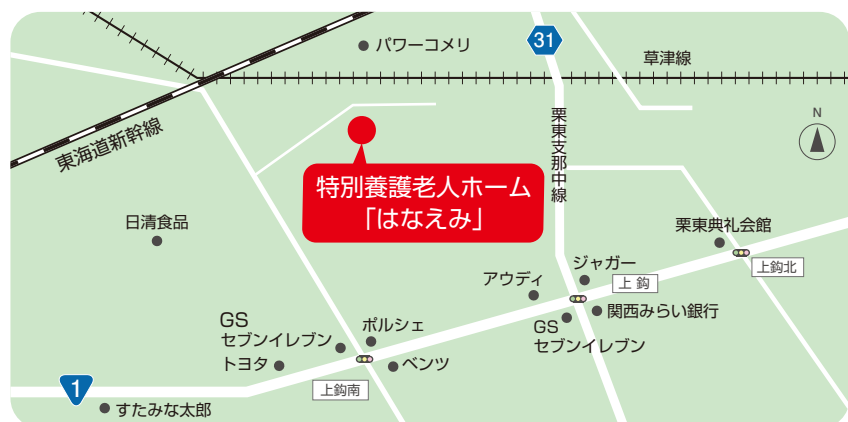 パワーコメリ
31
草津線
東海道新幹線
栗東支那中線
N
特別養護老人ホーム
「はなえみ」
日清食品
栗東典礼会館
ジャガー
上鈎
上鈎北
アウディ
関西みらい銀行
GS
セブンイレブン
GS
セブンイレブン
ポルシェ
トヨタ
ベンツ
上鈎南
1
すたみな太郎